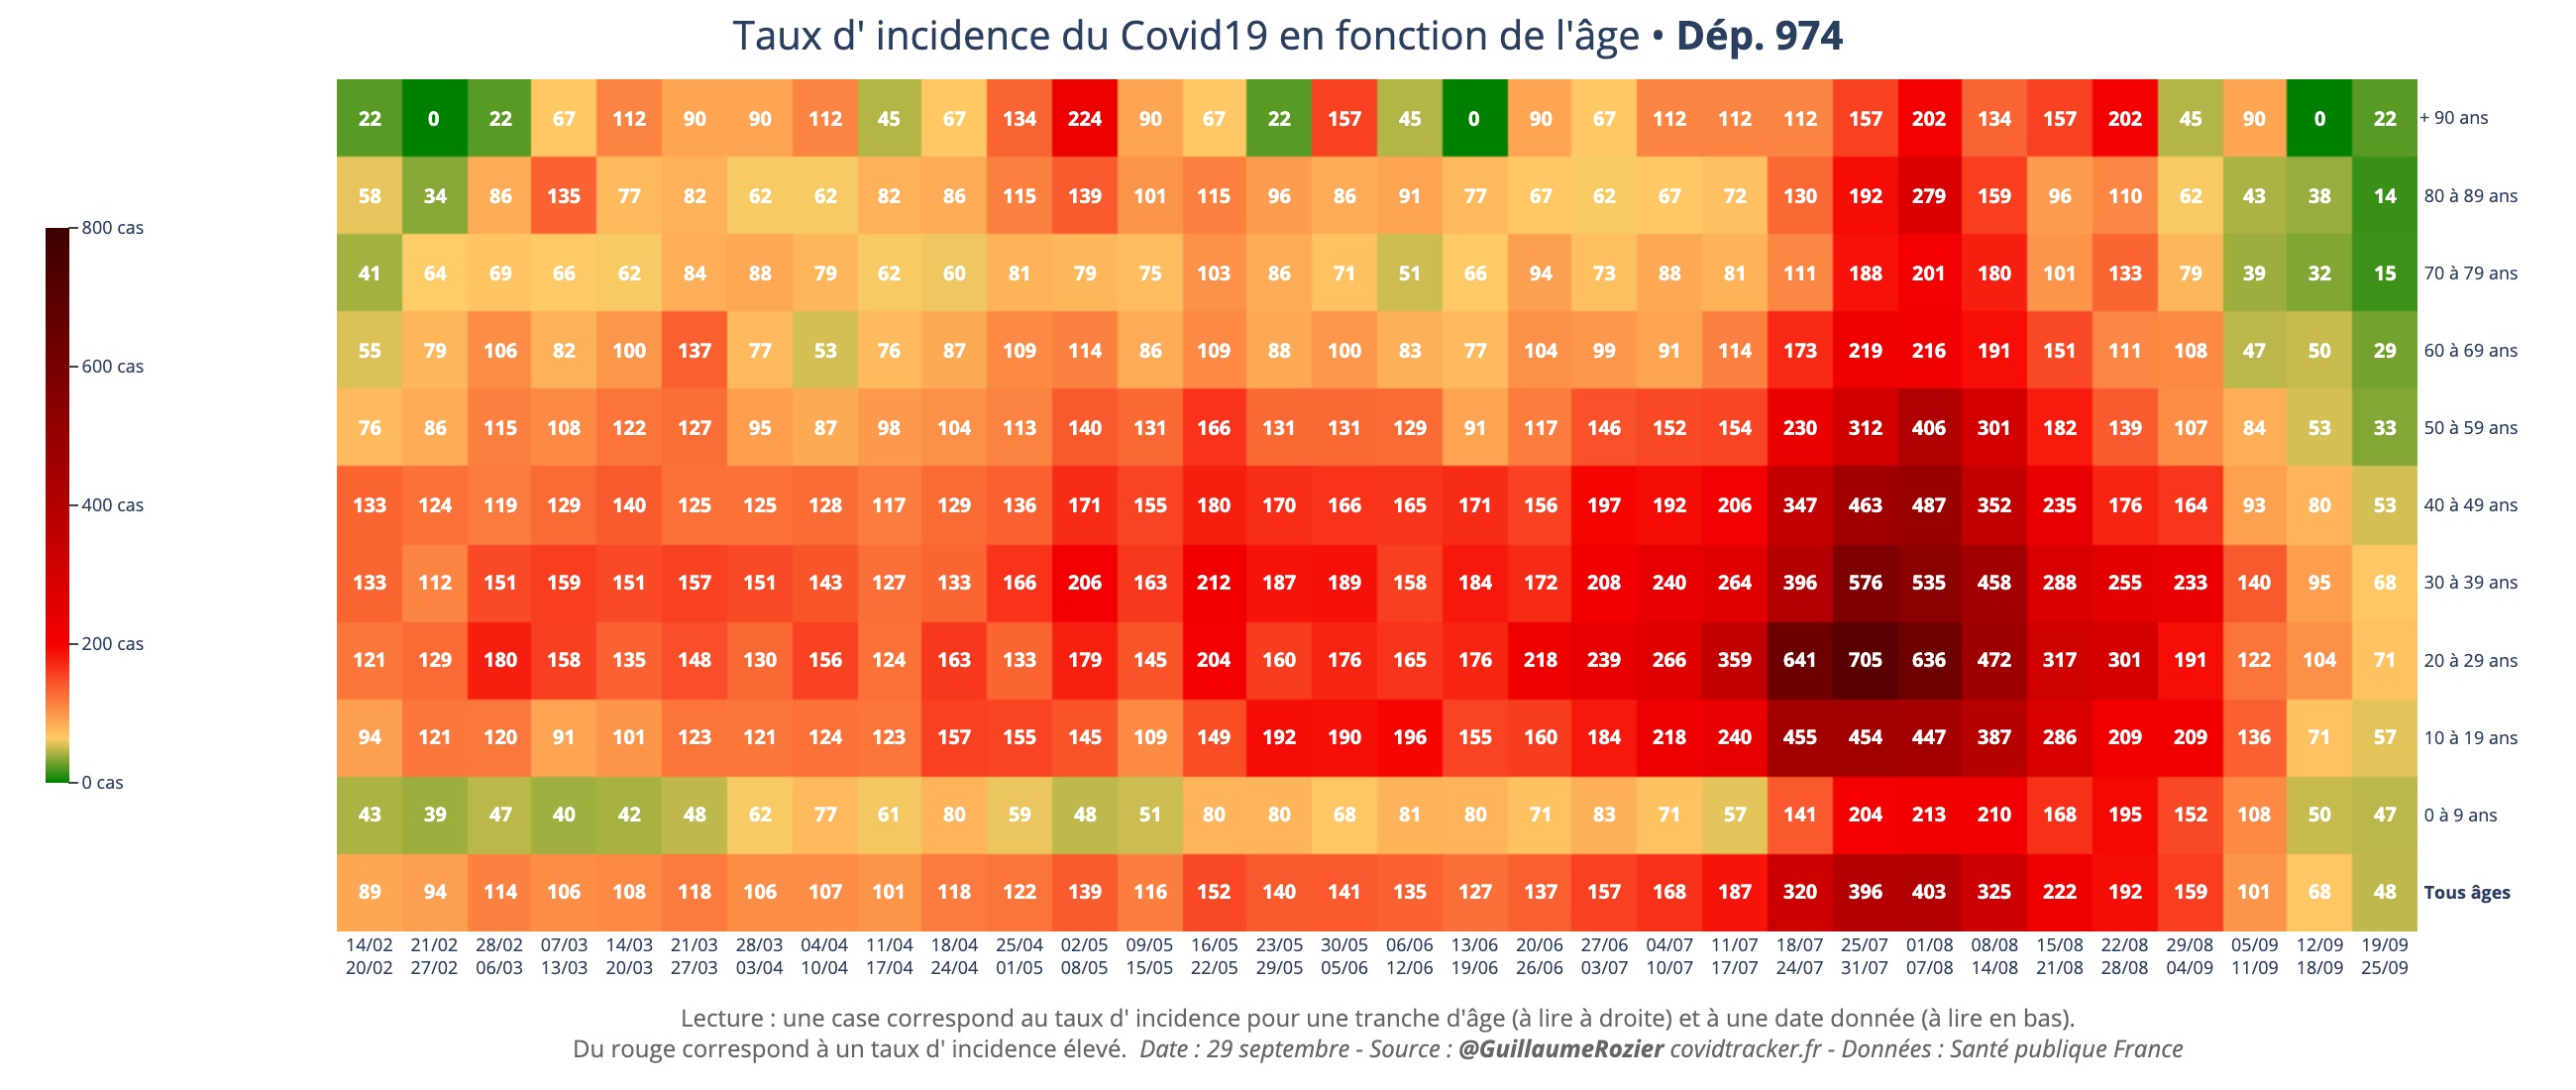 Taux d' incidence du Covid19 en fonction de l'âge • Dép. 974
800 cas
600 cas
400 cas
200 cas
0 cas
22 0 22 67 112 90 90 112 45 67 134 224 90 67 22 157 45 0 90 67 112 112 112 157 202 134 157 202 45 90 0 22 + 90 ans
58 34 86 135 77 82 62 62 82 86 115 139 101 115 96 86 91 77 67 62 67 72 130 192 279 159 96 110 62 43 38 14 80 à 89 ans
41 64 69 66 62 84 88 79 62 60 81 79 75 103 86 71 51 66 94 73 88 81 111 188 201 180 101 133 79 39 32 15 70 à 79 ans
55 79 106 82 100 137 77 53 76 87 109 114 86 109 88 100 83 77 104 99 91 114 173 219 216 191 151 111 108 47 50 29 60 à 69 ans
76 86 115 108 122 127 95 87 98 104 113 140 131 166 131 131 129 91 117 146 152 154 230 312 406 301 182 139 107 84 53 33 50 à 59 ans
133 124 119 129 140 125 125 128 117 129 136 171 155 180 170 166 165 171 156 197 192 206 347 463 487 352 235 176 164 93 80 53 40 à 49 ans
133 112 151 159 151 157 151 143 127 133 166 206 163 212 187 189 158 184 172 208 240 264 396 576 535 458 288 255 233 140 95 68 30 à 39 ans
121 129 180 158 135 148 130 156 124 163 133 179 145 204 160 176 165 176 218 239 266 359 641 705 636 472 317 301 191 122 104 71 20 à 29 ans
94 121 120 91 101 123 121 124 123 157 155 145 109 149 192 190 196 155 160 184 218 240 455 454 447 387 286 209 209 136 71 57 10 à 19 ans
43 39 47 40 42 48 62 77 61 80 59 48 51 80 80 68 81 80 71 83 71 57 141 204 213 210 168 195 152 108 50 47 0 à 9 ans
89 94 114 106 108 118 106 107 101 118 122 139 116 152 140 141 135 127 137 157 168 187 320 396 403 325 222 192 159 101 68 48 Tous âges
14/02 21/02 28/02 07/03 14/03 21/03 28/03 04/04 11/04 18/04 25/04 02/05 09/05 16/05 23/05 30/05 06/06 13/06 20/06 27/06 04/07 11/07 18/07 25/07 01/08 08/08 15/08 22/08 29/08 05/09 12/09 19/09
20/02 27/02 06/03 13/03 20/03 27/03 03/04 10/04 17/04 24/04 01/05 08/05 15/05 22/05 29/05 05/06 12/06 19/06 26/06 03/07 10/07 17/07 24/07 31/07 07/08 14/08 21/08 28/08 04/09 11/09 18/09 25/09
Lecture : une case correspond au taux d' incidence pour une tranche d'âge (à lire à droite) et à une date donnée (à lire en bas).
Du rouge correspond à un taux d' incidence élevé. Date : 29 septembre - Source : @GuillaumeRozier covidtracker.fr - Données : Santé publique France